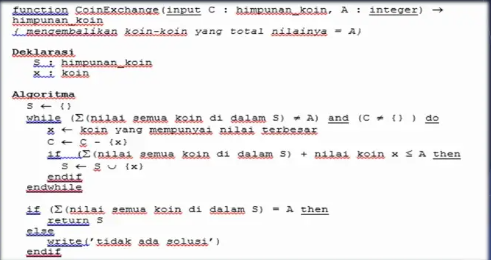 function CoinExchange(input C : himpunan_koin, A : integer) →
himpunan_koin
{ mengembalikan koin-koin yang total nilainya = A}
Deklarasi
S : himpunan_koin
x : koin
Algoritma
S ← {}
while (Σ(nilai semua koin di dalam S) ≠ A) and (C ≠ {} ) do
x ← koin yang mempunyai nilai terbesar
C ← C - {x}
if (Σ(nilai semua koin di dalam S) + nilai koin x ≤ A then
S ← S ∪ {x}
endif
endwhile
if (Σ(nilai semua koin di dalam S) = A then
return S
else
write('tidak ada solusi')
endif